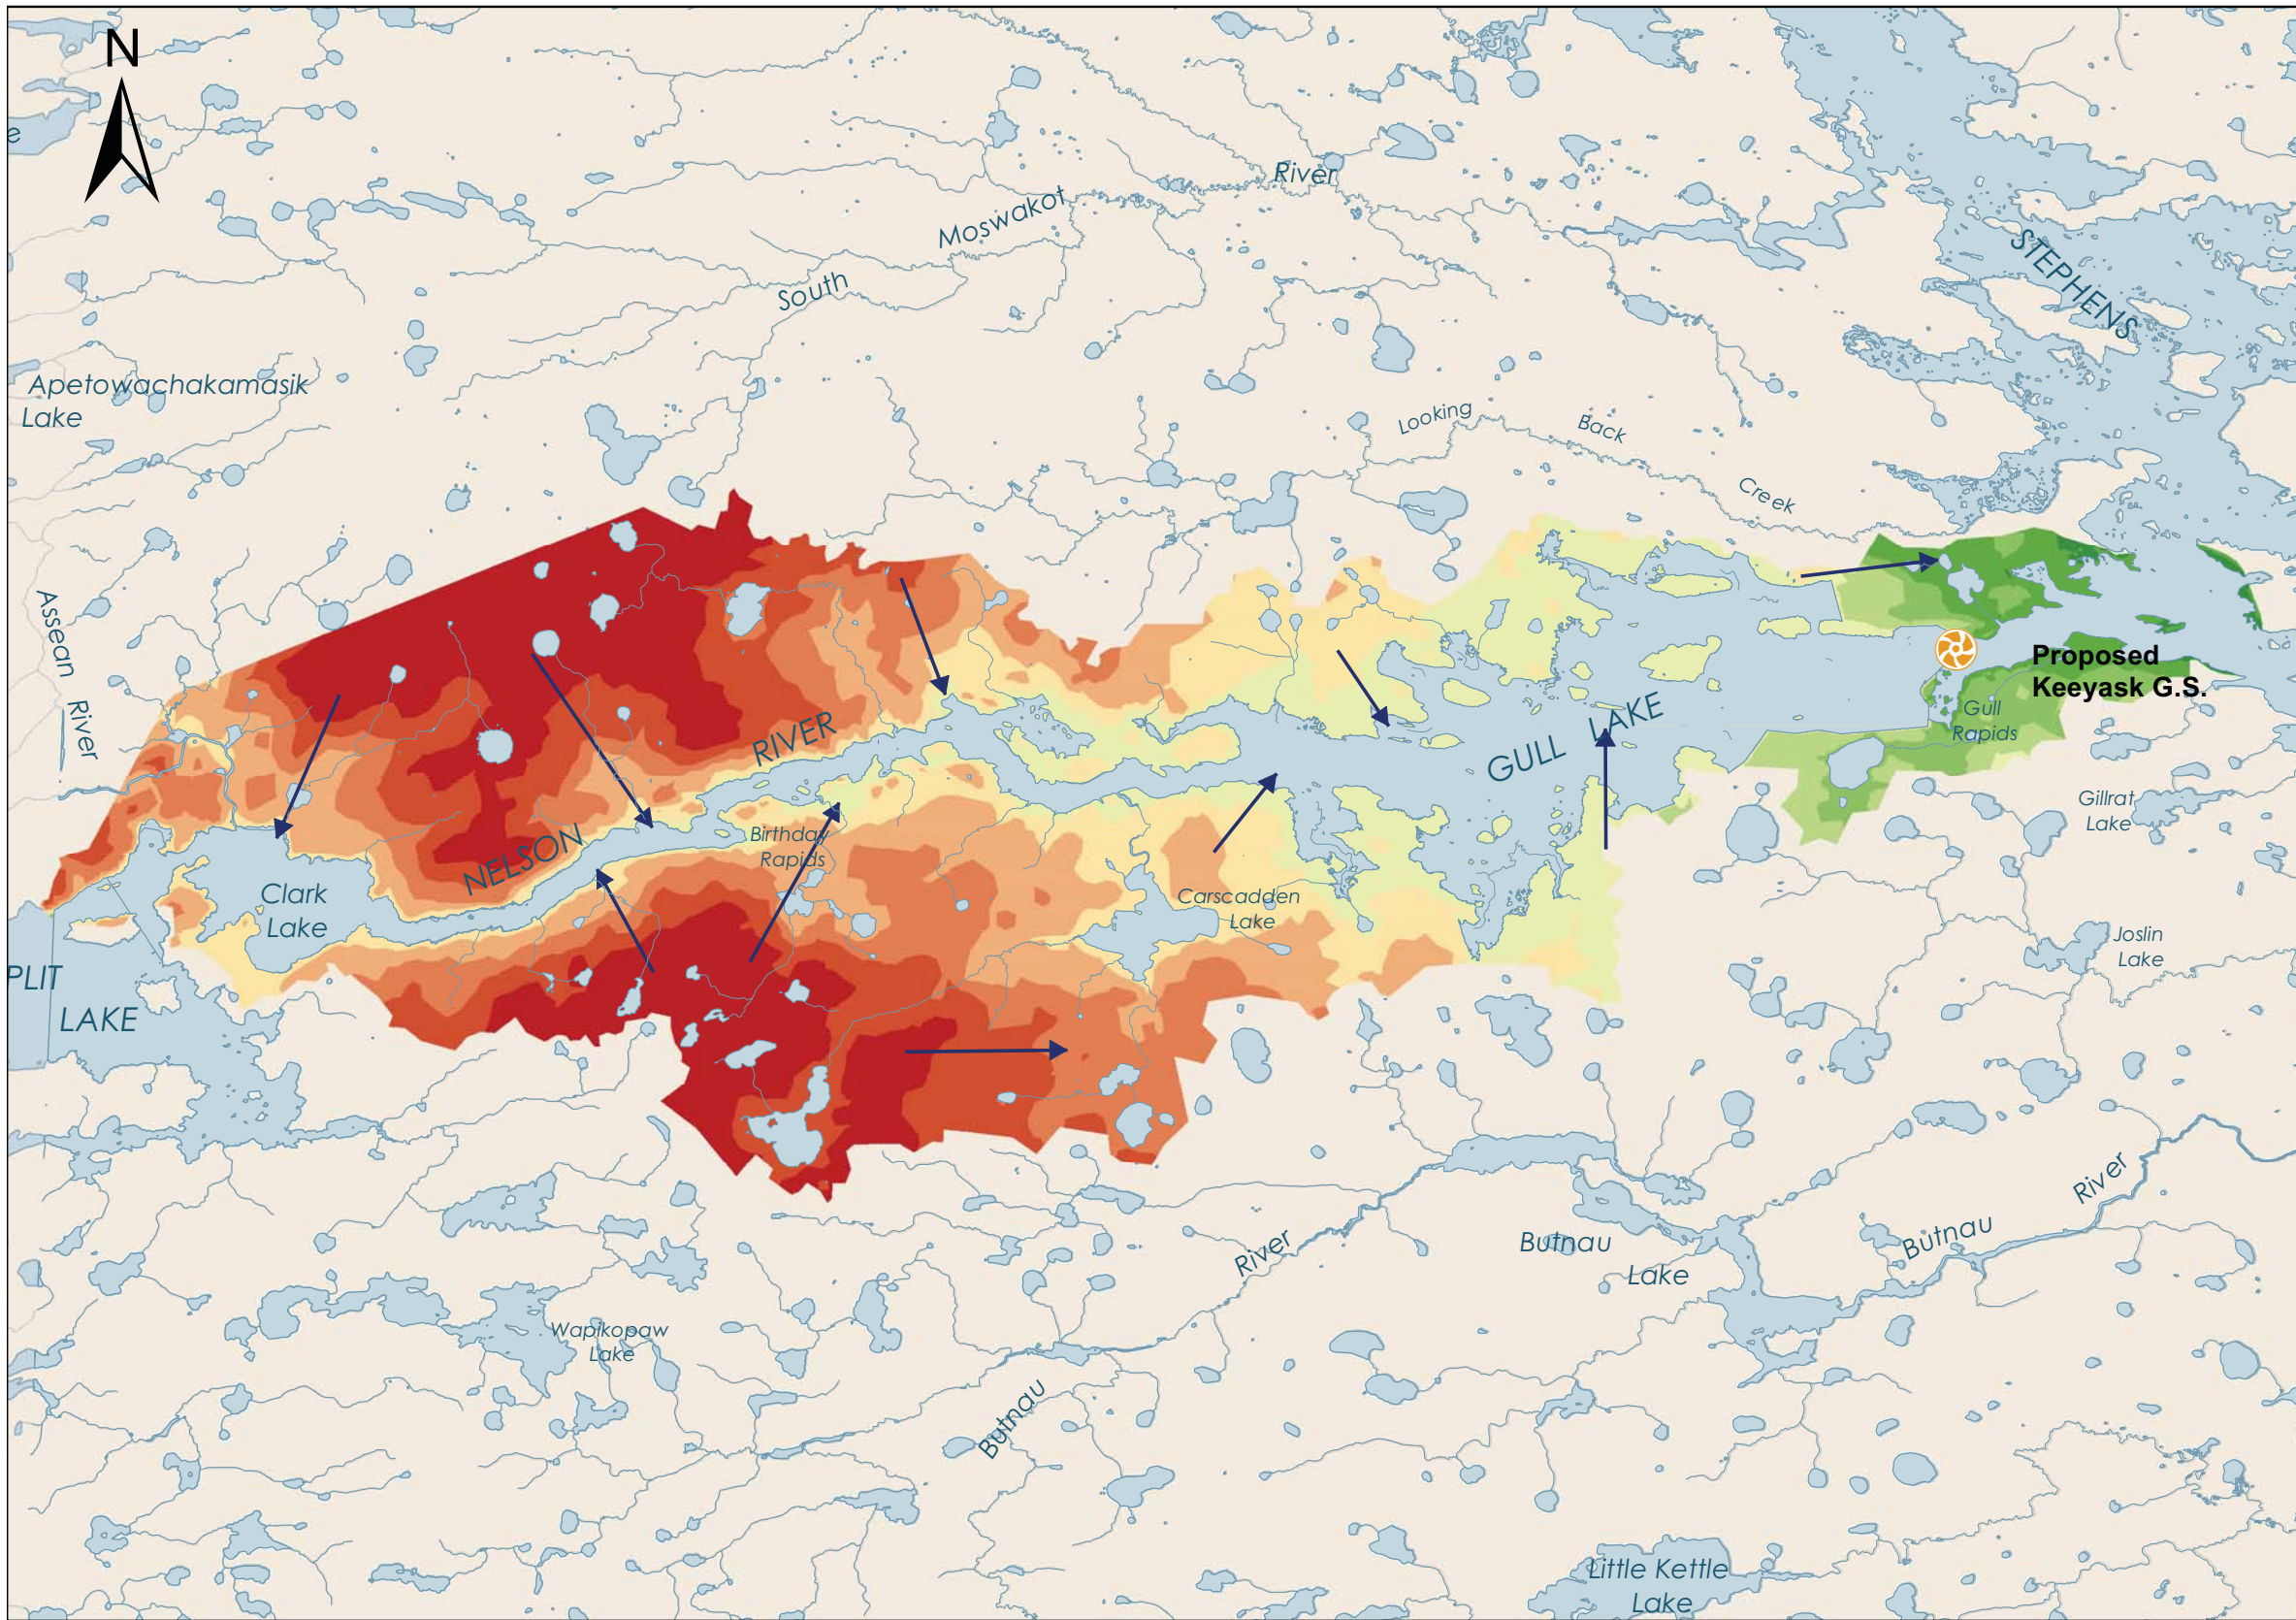 N
e
River
Moswakot
South
STEPHENS
Apetowachakamasik
Lake
Looking
Back
Creek
Assean
River
RIVER
NELSON
Birthday
Rapids
GULL LAKE
Proposed
Keeyask G.S.
Gull
Rapids
Gillrat
Lake
Clark
Lake
Carscadden
Lake
Joslin
Lake
PLIT
LAKE
River
Butnau
River
Butnau
Lake
Butnau
Wapikopaw
Lake
Little Kettle
Lake